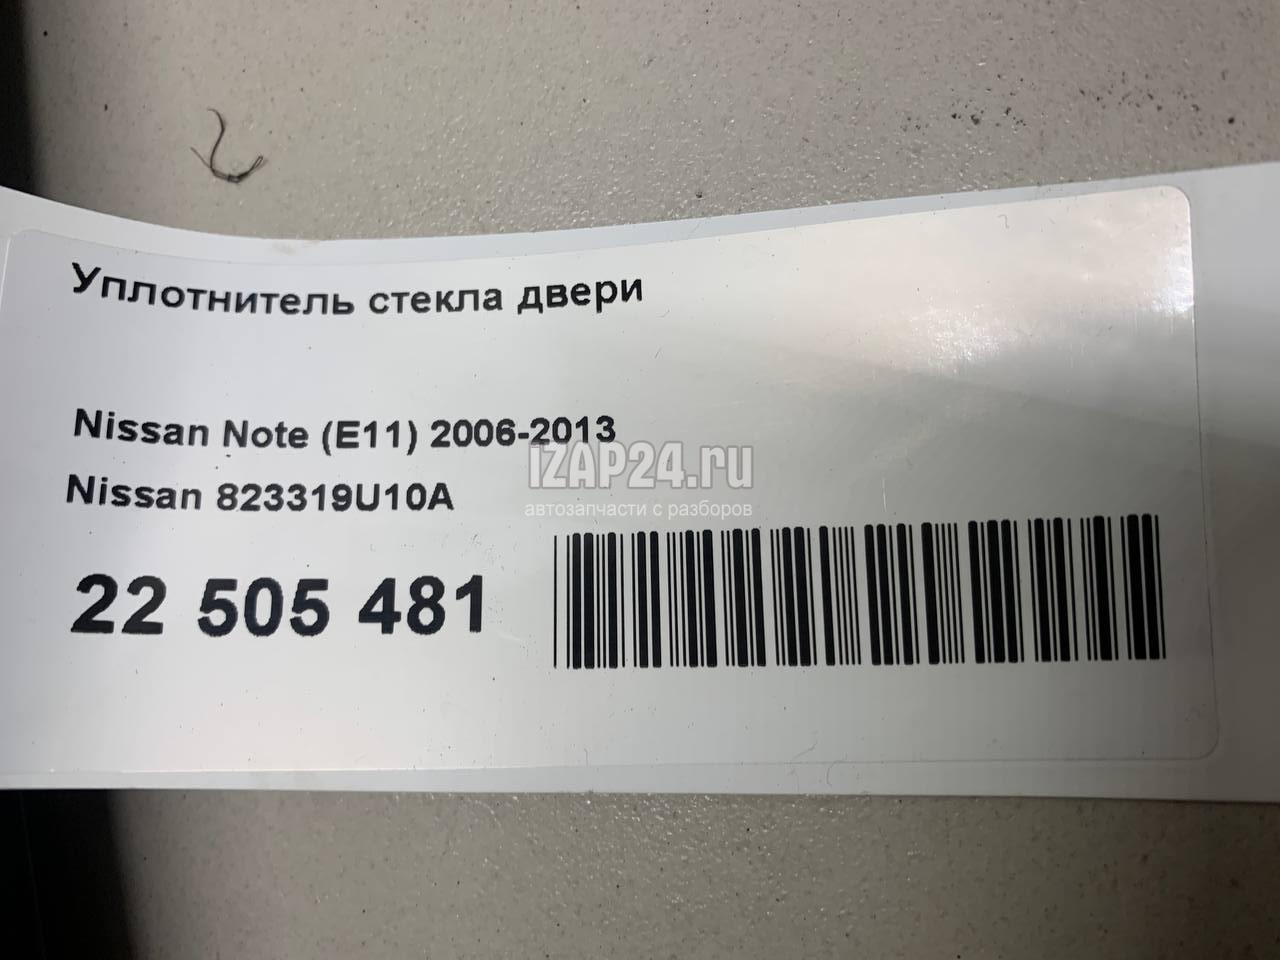 Уплотнитель стекла двери
Nissan Note (E11) 2006-2013
Nissan 823319U10A
iZAP24.ru
автозапчасти с разборов
22 505 481